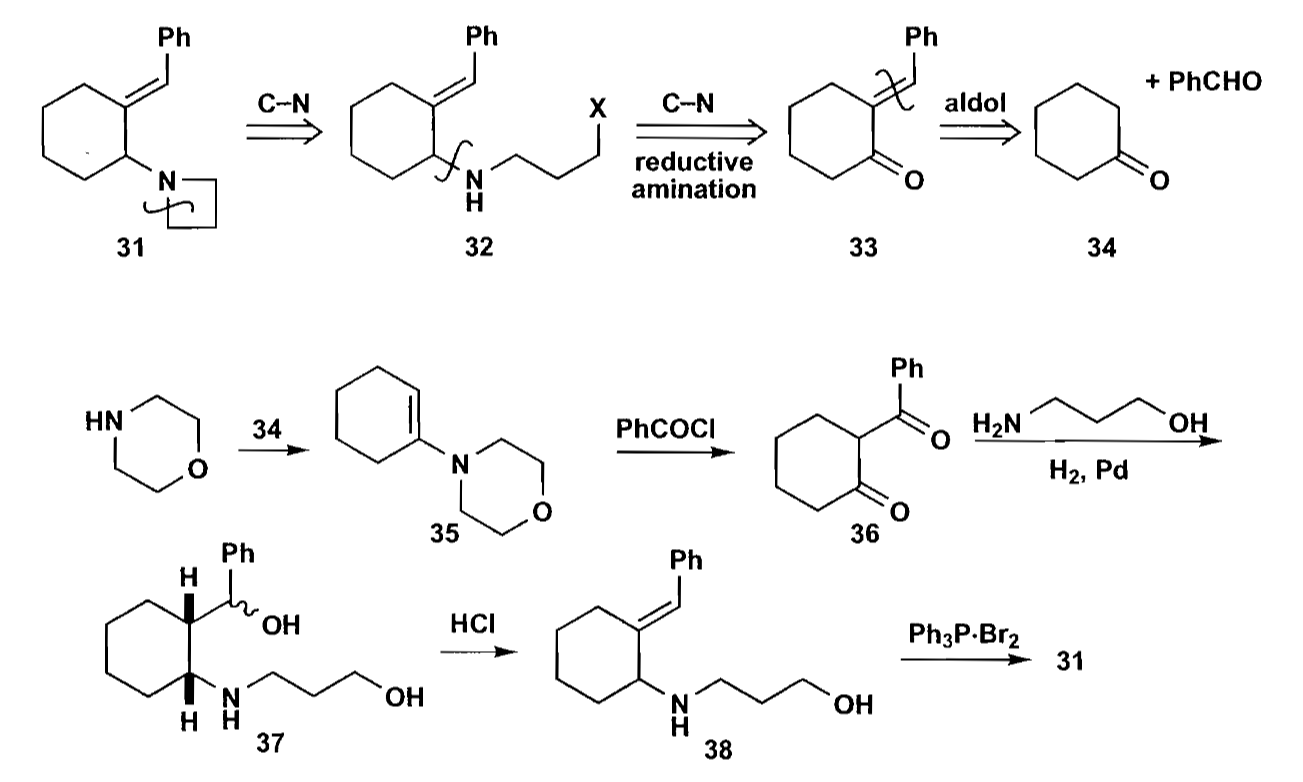 Ph
Ph
Ph
C–N
X
C–N
aldol
+ PhCHO
reductive
amination
N
N
H
O
O
31
32
33
34
Ph
HN
34
PhCOCl
H2N
OH
O
H2, Pd
O
N
O
O
35
36
Ph
Ph
H
OH
HCl
Ph3P·Br2
31
N
H
OH
N
H
OH
H
37
38